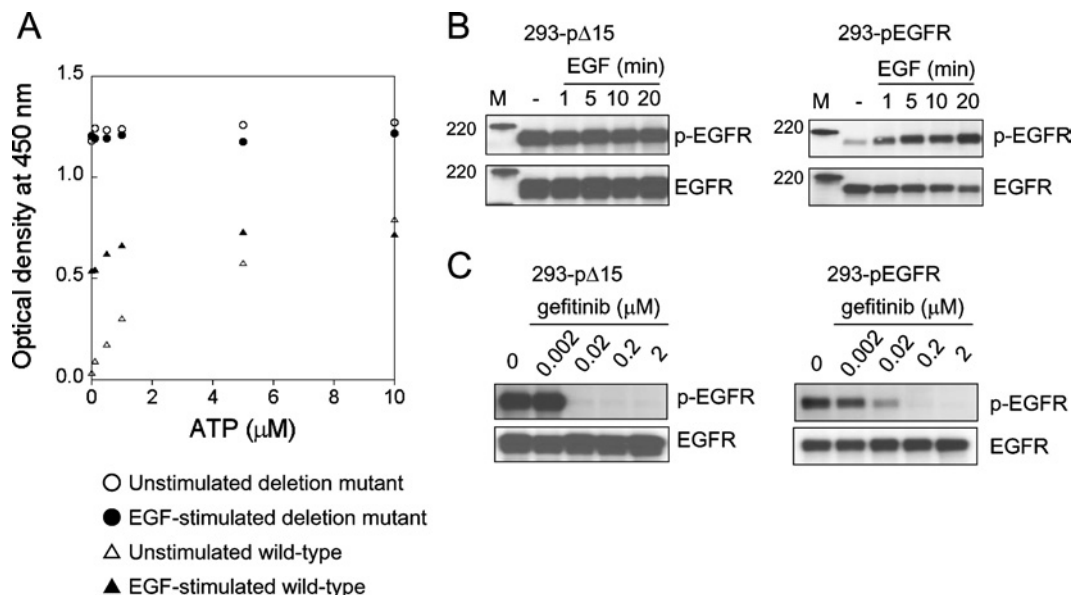 A
Optical density at 450 nm
1.5
1.0
0.5
0.0
0 2 4 6 8 10
ATP (μM)
○ Unstimulated deletion mutant
● EGF-stimulated deletion mutant
△ Unstimulated wild-type
▲ EGF-stimulated wild-type
B
293-pΔ15
EGF (min)
M - 1 5 10 20
220 p-EGFR
220 EGFR
293-pEGFR
EGF (min)
M - 1 5 10 20
220 p-EGFR
220 EGFR
C
293-pΔ15
gefitinib (μM)
0 0.002 0.02 0.2 2
p-EGFR
EGFR
293-pEGFR
gefitinib (μM)
0 0.002 0.02 0.2 2
p-EGFR
EGFR